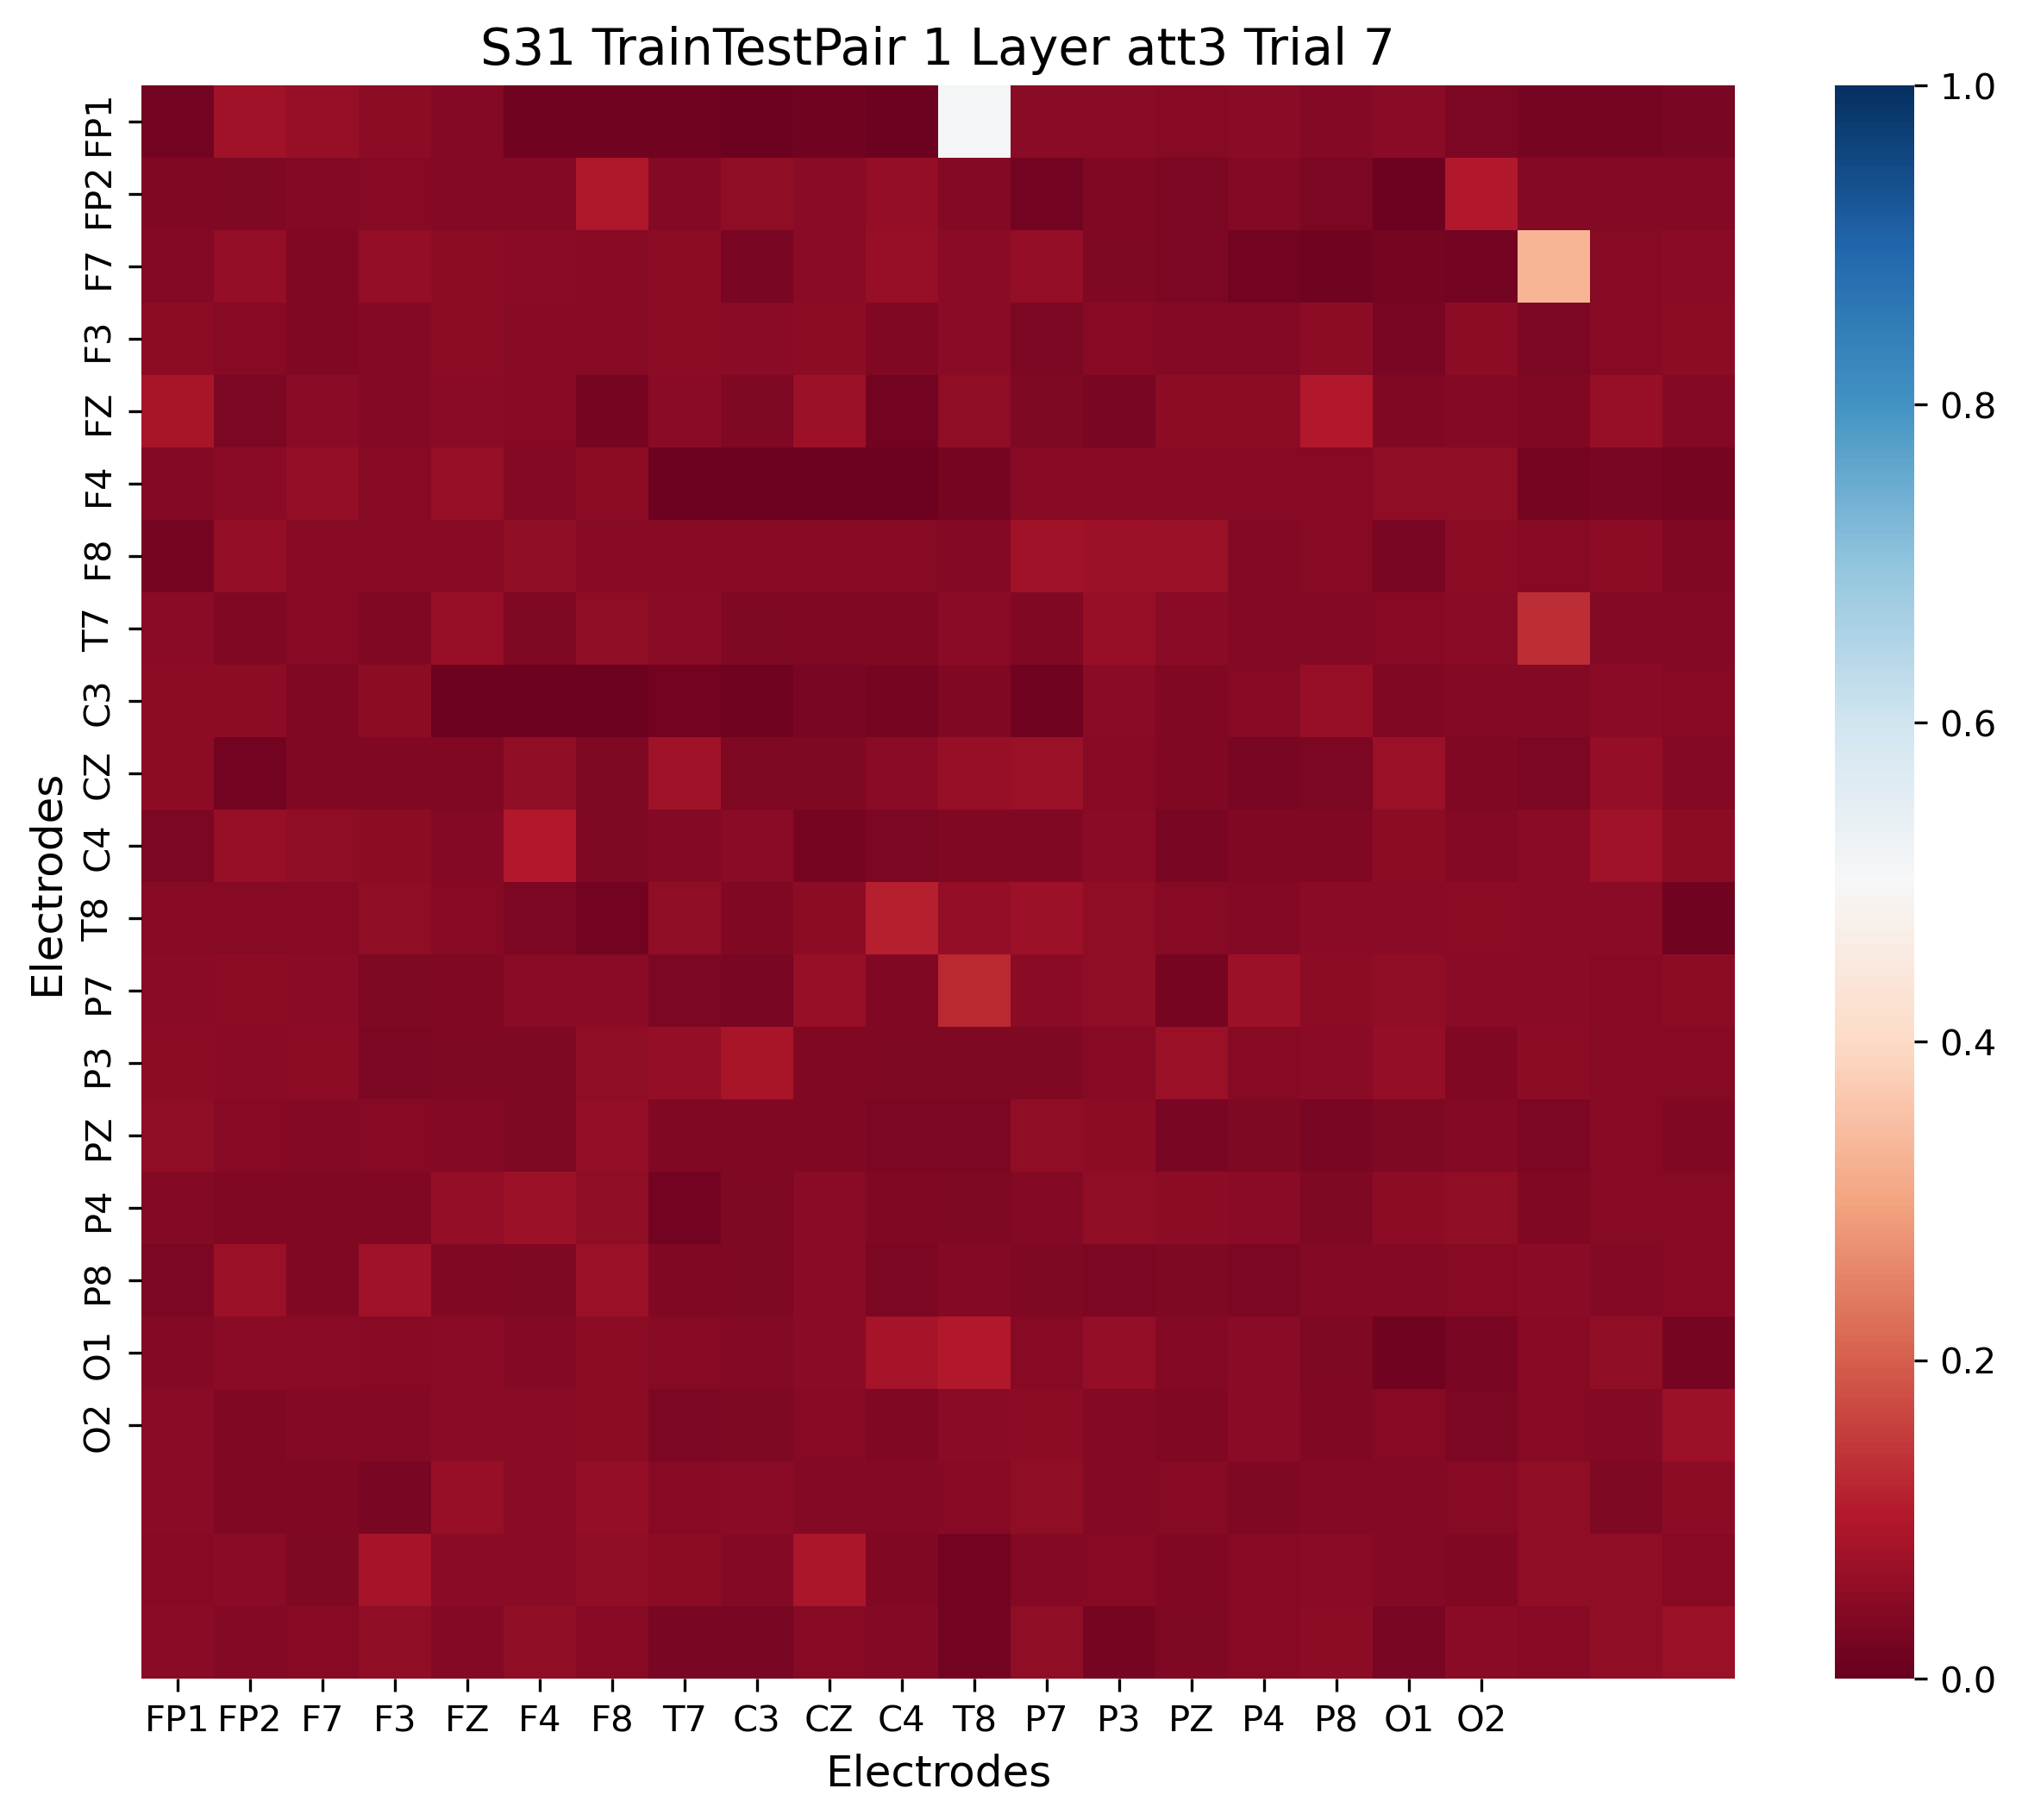 S31 TrainTestPair 1 Layer att3 Trial 7
Electrodes
FP1
FP2
F7
F3
FZ
F4
F8
T7
C3
CZ
C4
T8
P7
P3
PZ
P4
P8
O1
O2
FP1 FP2 F7 F3 FZ F4 F8 T7 C3 CZ C4 T8 P7 P3 PZ P4 P8 O1 O2
Electrodes
1.0
0.8
0.6
0.4
0.2
0.0